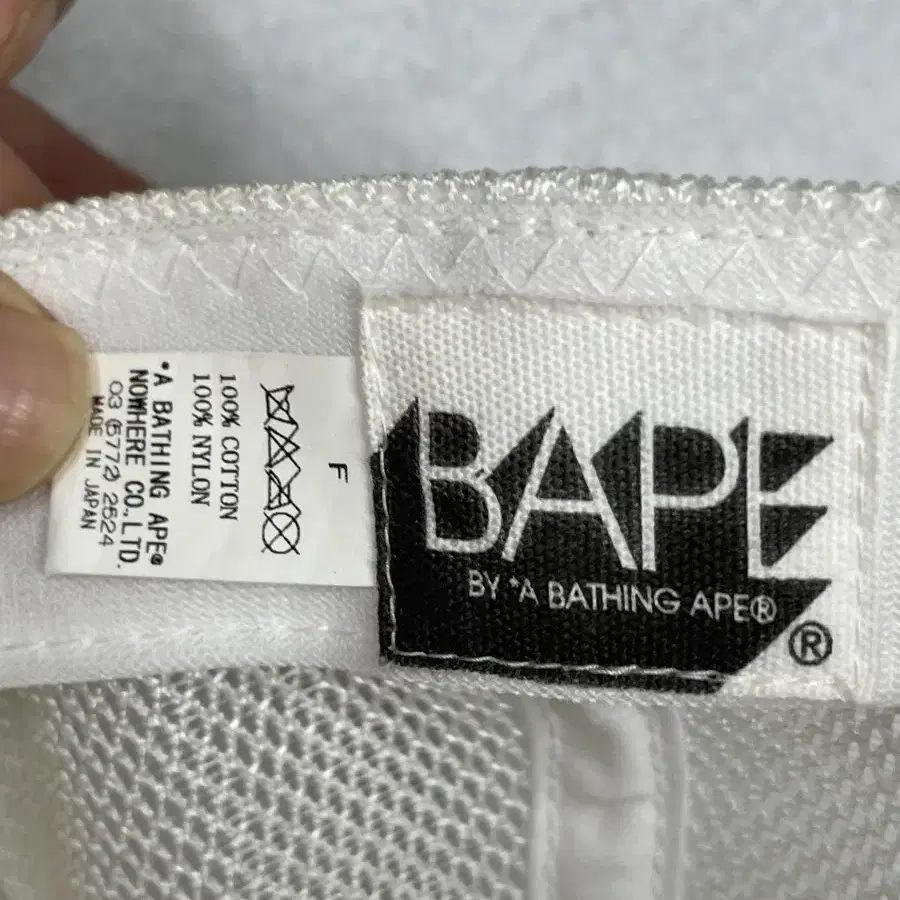 F
100% COTTON
100% NYLON
*A BATHING APE®
NOWHERE CO., LTD.
03 (5772) 2524
MADE IN JAPAN
BAPE
BY *A BATHING APE®
®